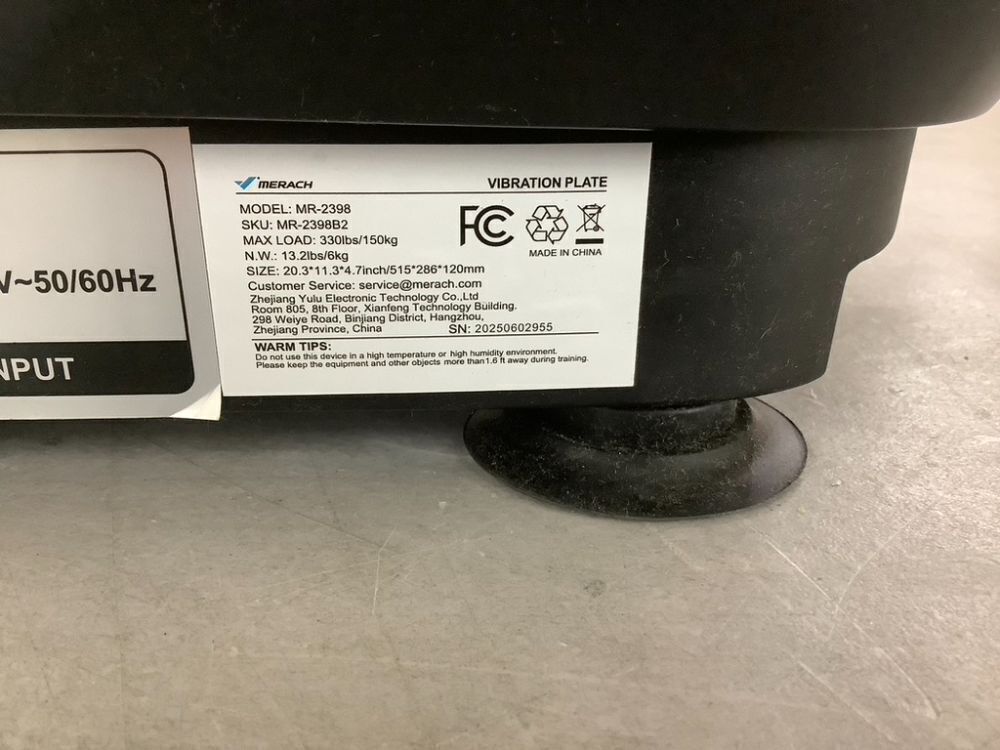 V~50/60Hz
NPUT
MERACH
VIBRATION PLATE
MODEL: MR-2398
SKU: MR-2398B2
MAX LOAD: 330lbs/150kg
N.W.: 13.2lbs/6kg
SIZE: 20.3*11.3*4.7inch/515*286*120mm
FC
MADE IN CHINA
Customer Service: service@merach.com
Zhejiang Yulu Electronic Technology Co.,Ltd
Room 805, 8th Floor, Xianfeng Technology Building.
298 Weiye Road, Binjiang District, Hangzhou,
Zhejiang Province, China
SN: 20250602955
WARM TIPS:
Do not use this device in a high temperature or high humidity environment.
Please keep the equipment and other objects more than1.6 ft away during training.